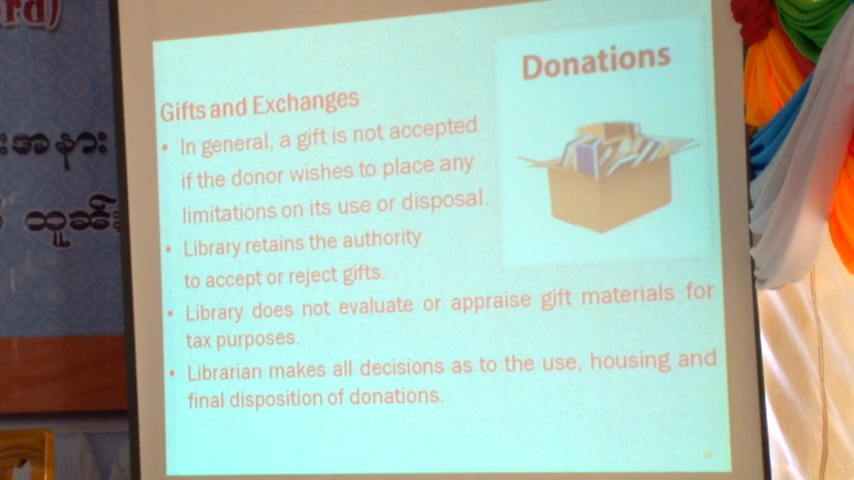 Donations
Gifts and Exchanges
• In general, a gift is not accepted
if the donor wishes to place any
limitations on its use or disposal.
• Library retains the authority
to accept or reject gifts.
• Library does not evaluate or appraise gift materials for
tax purposes.
• Librarian makes all decisions as to the use, housing and
final disposition of donations.
rd)
းအနား